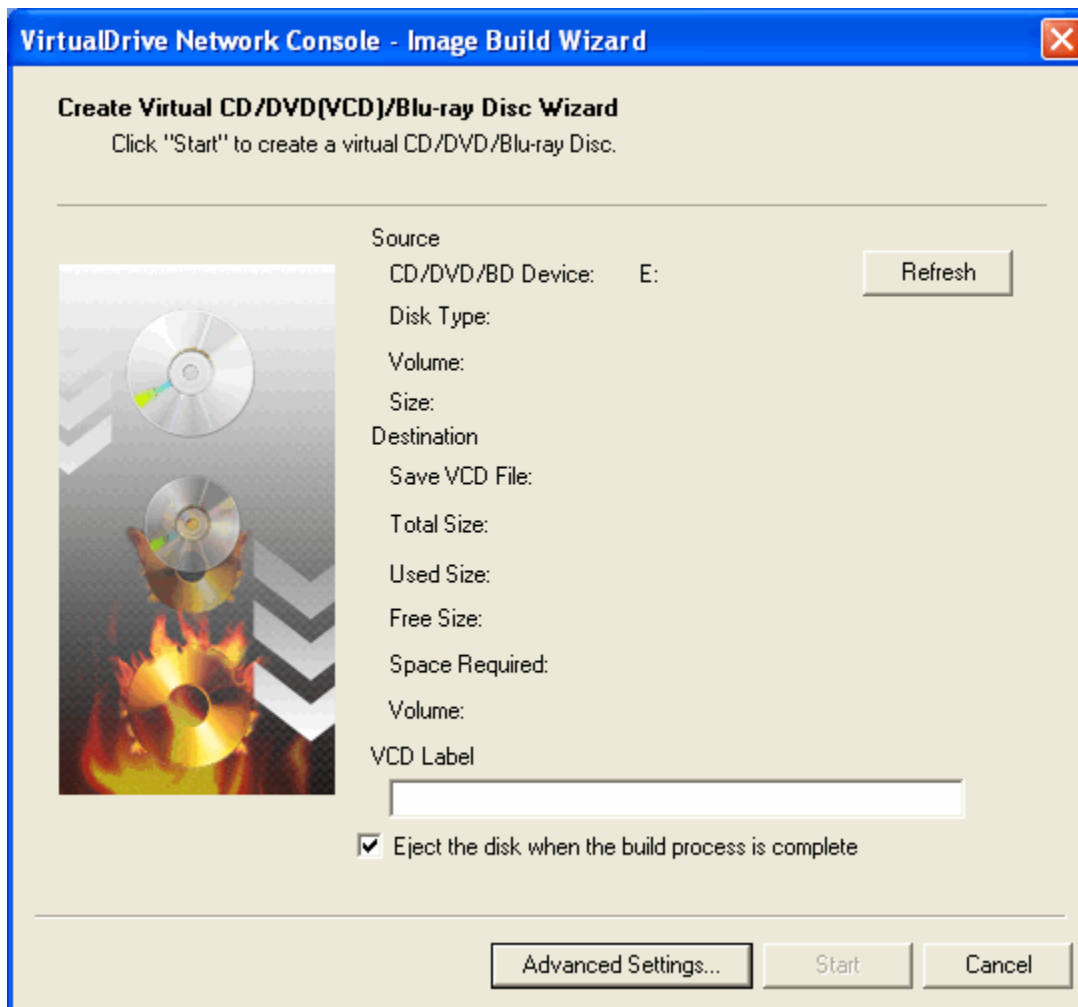 VirtualDrive Network Console - Image Build Wizard
Create Virtual CD/DVD(VCD)/Blu-ray Disc Wizard
Click "Start" to create a virtual CD/DVD/Blu-ray Disc.
Source
CD/DVD/BD Device: E: Refresh
Disk Type:
Volume:
Size:
Destination
Save VCD File:
Total Size:
Used Size:
Free Size:
Space Required:
Volume:
VCD Label
Eject the disk when the build process is complete
Advanced Settings... Start Cancel